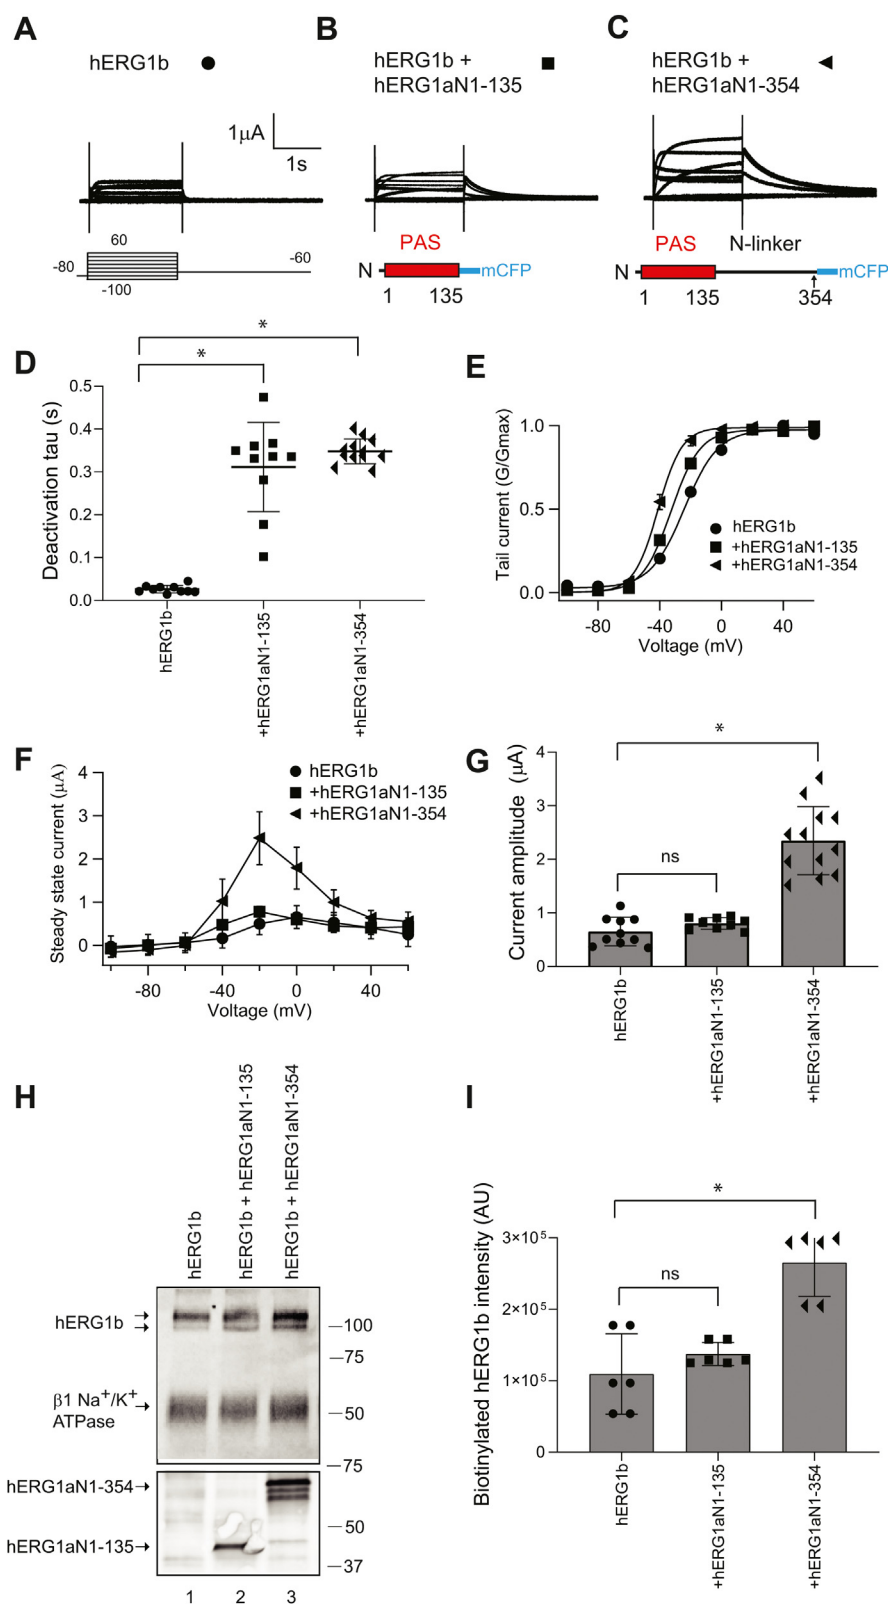 A
B
C
hERG1b
hERG1b +
hERG1aN1-135
hERG1b +
hERG1aN1-354
1μA
1s
60
-80
-60
-100
PAS
N
mCFP
1
135
PAS
N-linker
N
mCFP
1
135
354
D
*
*
Deactivation tau (s)
0.5
0.4
0.3
0.2
0.1
0.0
hERG1b
+hERG1aN1-135
+hERG1aN1-354
E
Tail current (G/Gmax)
1.0
0.5
0.0
hERG1b
+hERG1aN1-135
+hERG1aN1-354
-80
-40
0
40
Voltage (mV)
F
Steady state current (μA)
4
3
2
1
0
hERG1b
+hERG1aN1-135
+hERG1aN1-354
-80
-40
0
40
Voltage (mV)
G
Current amplitude (μA)
4
3
2
1
0
*
ns
hERG1b
+hERG1aN1-135
+hERG1aN1-354
H
hERG1b
hERG1b + hERG1aN1-135
hERG1b + hERG1aN1-354
hERG1b
β1 Na+/K+
ATPase
100
75
50
75
hERG1aN1-354
hERG1aN1-135
50
37
1
2
3
I
Biotinylated hERG1b intensity (AU)
3×10⁵
2×10⁵
1×10⁵
0
*
ns
hERG1b
+hERG1aN1-135
+hERG1aN1-354